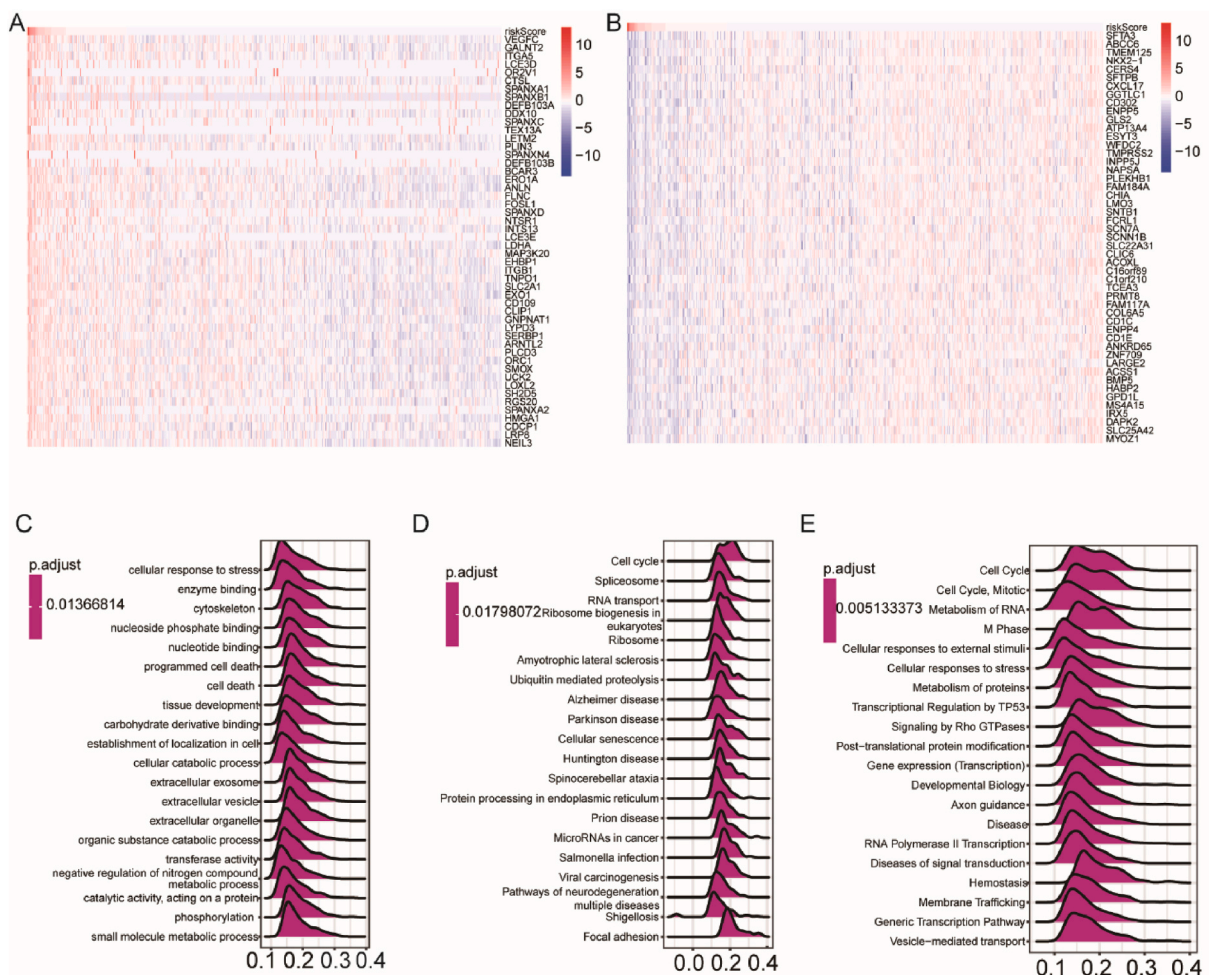 A
riskScore
VEGFC
GALNT2
ITGA5
LCE3D
OR2V1
CTSL
SPANXA1
SPANXB1
DEFB103A
DDX10
SPANXC
TEX13A
LETM2
PLIN3
SPANXN4
DEFB103B
BCAR3
ERO1A
ANLN
FLNC
FOSL1
SPANXD
NTSR1
INTS13
LCE3E
LDHA
MAP3K20
EHBP1
ITGB1
TNPO1
SLC2A1
EXO1
CD109
CLIP1
GNPNAT1
LYPD3
SERBP1
ARNTL2
PLCD3
ORC1
SMOX
UCK2
LOXL2
SH2D5
RGS20
SPANXA2
HMGA1
CDCP1
LRP8
NEIL3
10
5
0
−5
−10
B
riskScore
SFTA3
ABCC6
TMEM125
NKX2−1
CERS4
SFTPB
CXCL17
GGTLC1
CD302
ENPP5
GLS2
ATP13A4
ESYT3
WFDC2
TMPRSS2
INPP5J
NAPSA
PLEKHB1
FAM184A
CHIA
LMO3
SNTB1
FCRL1
SCN7A
SCNN1B
SLC22A31
CLIC6
ACOXL
C16orf89
C1orf210
TCEA3
PRMT8
FAM117A
COL6A5
CD1C
ENPP4
CD1E
ANKRD65
ZNF709
LARGE2
ACSS1
BMP5
HABP2
GPD1L
MS4A15
IRX5
DAPK2
SLC25A42
MYOZ1
10
5
0
−5
−10
C
p.adjust
0.01366814
cellular response to stress
enzyme binding
cytoskeleton
nucleoside phosphate binding
nucleotide binding
programmed cell death
cell death
tissue development
carbohydrate derivative binding
establishment of localization in cell
cellular catabolic process
extracellular exosome
extracellular vesicle
extracellular organelle
organic substance catabolic process
transferase activity
negative regulation of nitrogen compound
metabolic process
catalytic activity, acting on a protein
phosphorylation
small molecule metabolic process
0.1 0.2 0.3 0.4
D
p.adjust
0.01798072
Cell cycle
Spliceosome
RNA transport
Ribosome biogenesis in
eukaryotes
Ribosome
Amyotrophic lateral sclerosis
Ubiquitin mediated proteolysis
Alzheimer disease
Parkinson disease
Cellular senescence
Huntington disease
Spinocerebellar ataxia
Protein processing in endoplasmic reticulum
Prion disease
MicroRNAs in cancer
Salmonella infection
Viral carcinogenesis
Pathways of neurodegeneration
multiple diseases
Shigellosis
Focal adhesion
0.0 0.2 0.4
E
p.adjust
0.005133373
Cell Cycle
Cell Cycle, Mitotic
Metabolism of RNA
M Phase
Cellular responses to external stimuli
Cellular responses to stress
Metabolism of proteins
Transcriptional Regulation by TP53
Signaling by Rho GTPases
Post−translational protein modification
Gene expression (Transcription)
Developmental Biology
Axon guidance
Disease
RNA Polymerase II Transcription
Diseases of signal transduction
Hemostasis
Membrane Trafficking
Generic Transcription Pathway
Vesicle−mediated transport
0.1 0.2 0.3 0.4